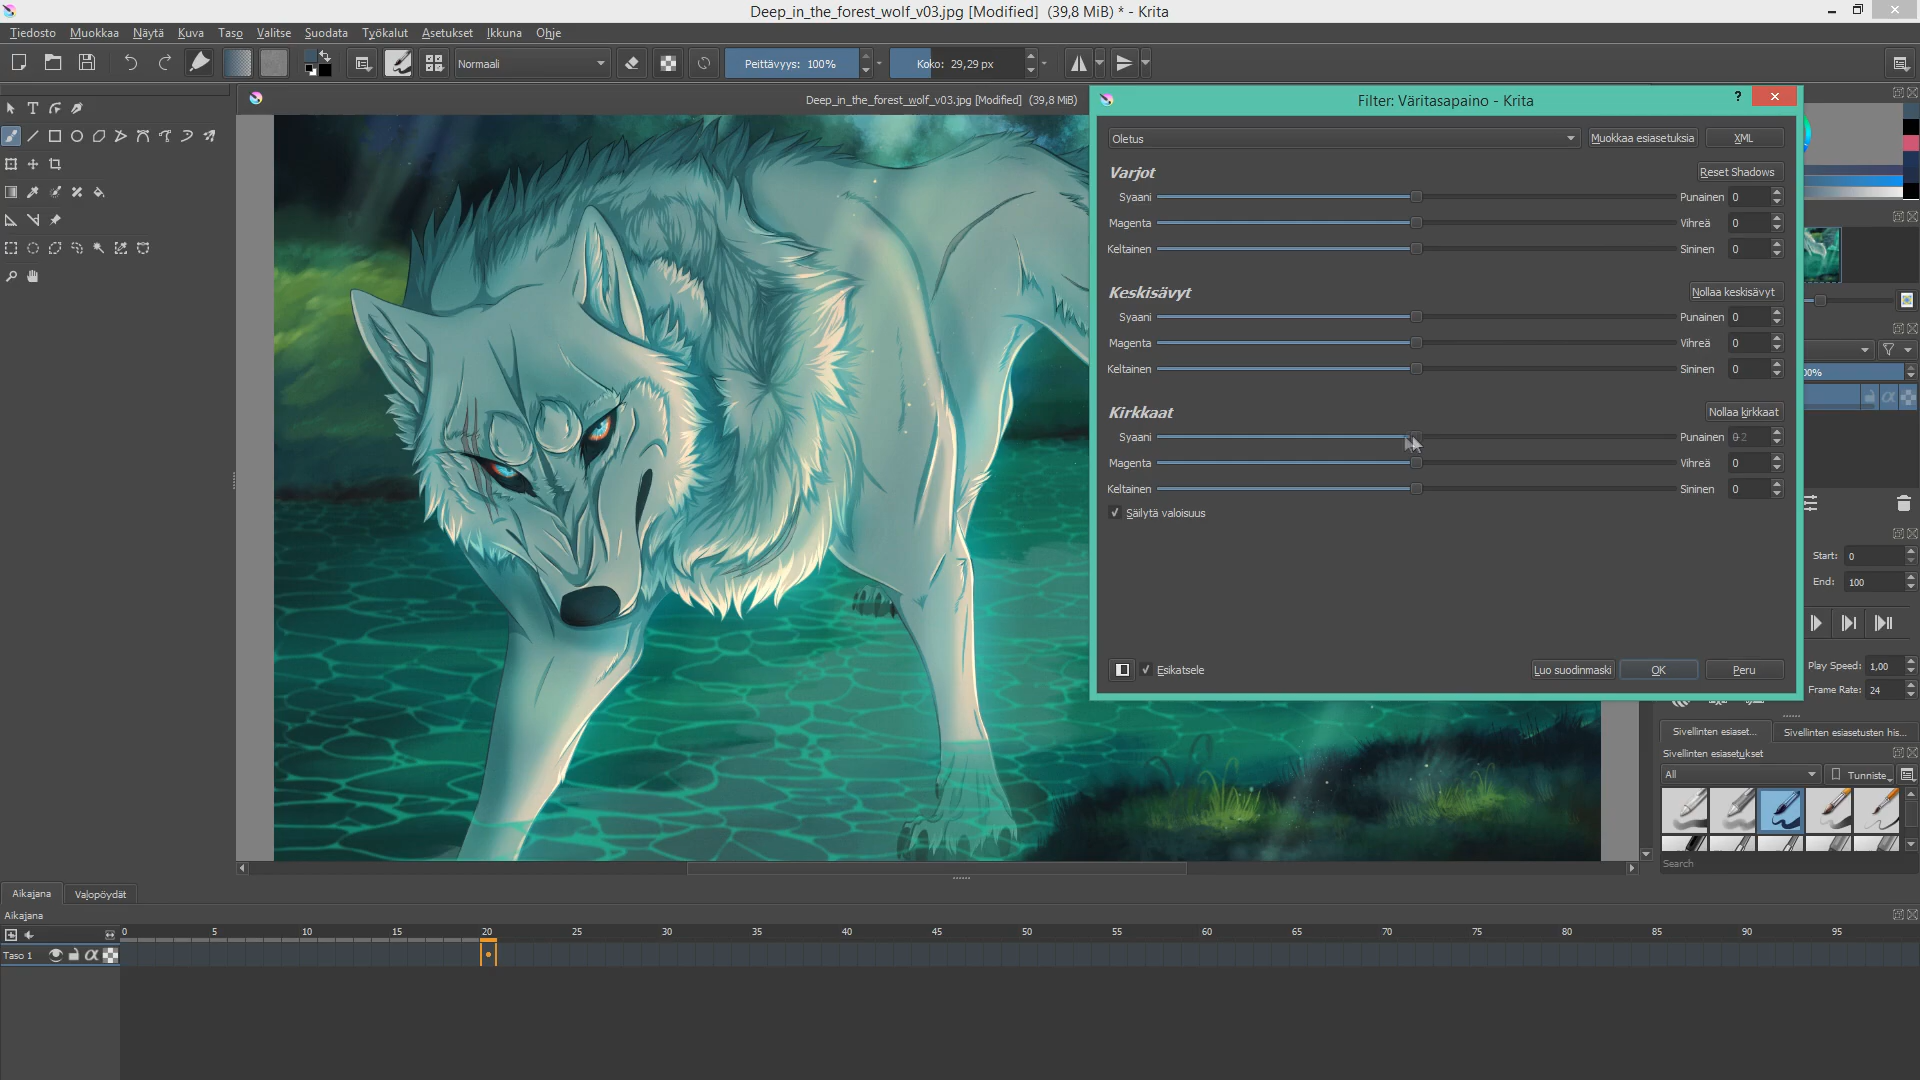 Deep_in_the_forest_wolf_v03.jpg [Modified] (39,8 MiB) * - Krita
Tiedosto Muokkaa Näytä Kuva Taso Valitse Suodata Työkalut Asetukset Ikkuna Ohje
Normaali Peittävyys: 100% Koko: 29,29 px
Deep_in_the_forest_wolf_v03.jpg [Modified] (39,8 MiB)
Filter: Väritasapaino - Krita ?
Oletus Muokkaa esiasetuksia XML
Varjot Reset Shadows
Syaani Punainen 0
Magenta Vihreä 0
Keltainen Sininen 0
Keskisävyt Nollaa keskisävyt
Syaani Punainen 0
Magenta Vihreä 0
Keltainen Sininen 0
Kirkkaat Nollaa kirkkaat
Syaani Punainen
Magenta Vihreä 0
Keltainen Sininen 0
Säilytä valoisuus
Esikatsele Luo suodinmaski OK Peru
Start: 0
End: 100
Play Speed: 1,00
Frame Rate: 24
Sivellinten esiaset... Sivellinten esiasetusten his...
Sivellinten esiasetukset
All Tunniste
Search
Aikajana Valopöydät
Aikajana
0 5 10 15 20 25 30 35 40 45 50 55 60 65 70 75 80 85 90 95
Taso 1